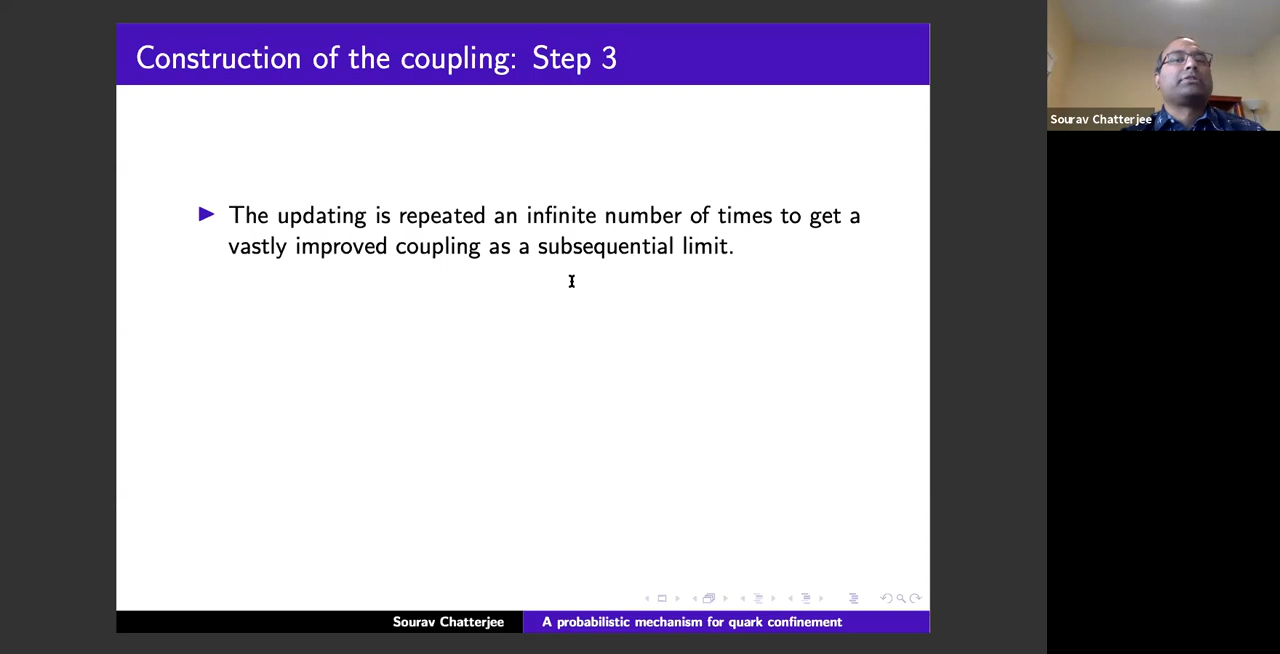 Construction of the coupling: Step 3
The updating is repeated an infinite number of times to get a
vastly improved coupling as a subsequential limit.
Sourav Chatterjee
A probabilistic mechanism for quark confinement
Sourav Chatterjee